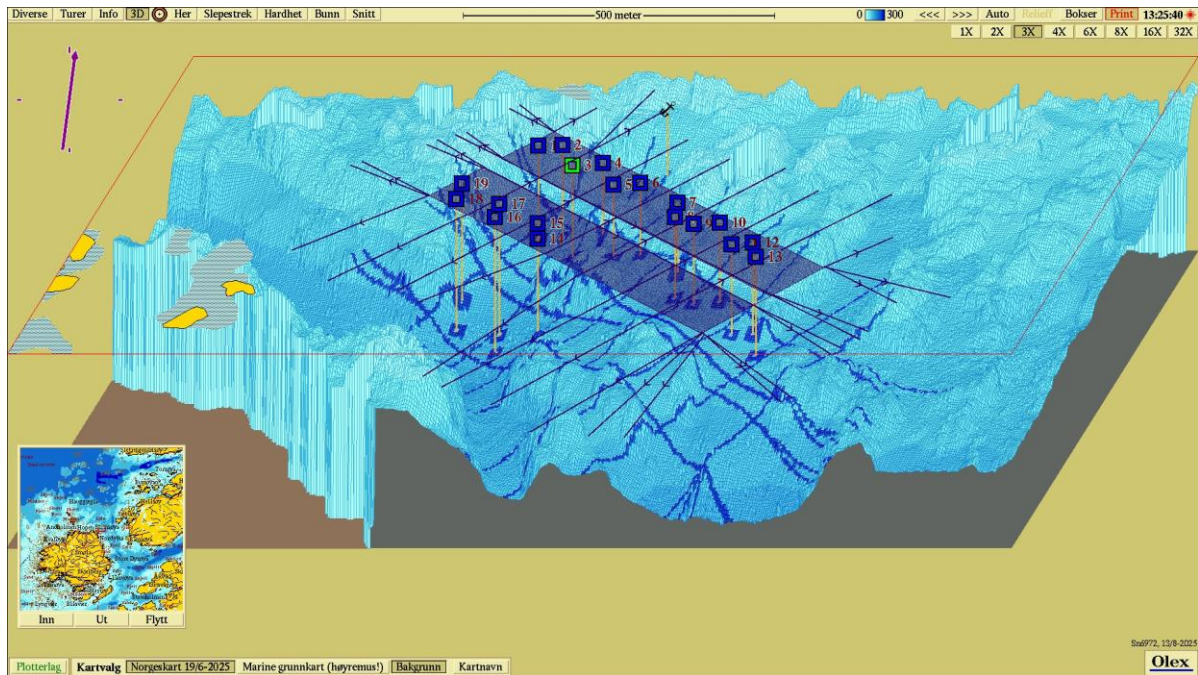 Diverse Turer Info 3D Her Slepestrek Hardhet Bunn Snitt 500 meter 0 300 <<< >>> Auto Relieff Bokser Print 13:25:40
1X 2X 3X 4X 6X 8X 16X 32X
2
3
4
5
6
19
18
17
16
7
8
9
10
15
14
12
13
Inn Ut Flytt
Sn6972, 13/8-2025
Plotterlag Kartvalg Norgeskart 19/6-2025 Marine grunnkart (høyremus!) Bakgrunn Kartnavn
Olex